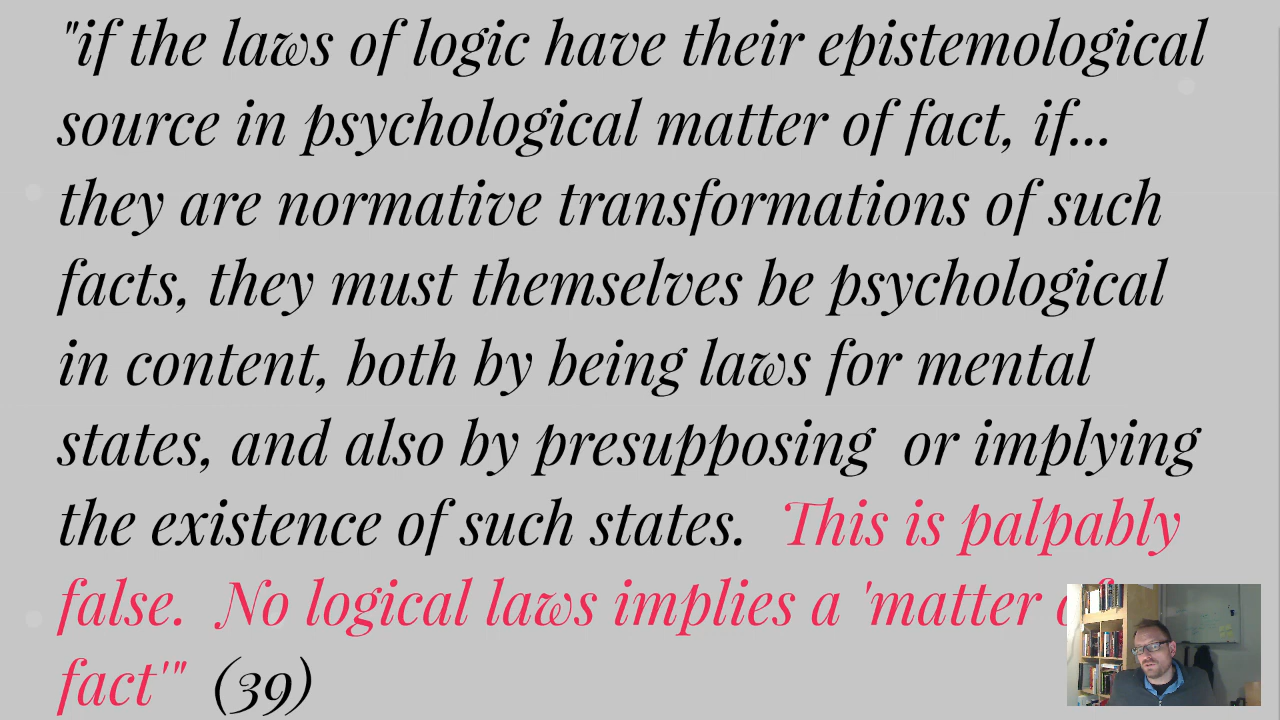 "if the laws of logic have their epistemological
source in psychological matter of fact, if...
they are normative transformations of such
facts, they must themselves be psychological
in content, both by being laws for mental
states, and also by presupposing or implying
the existence of such states. This is palpably
false. No logical laws implies a 'matter
fact'" (39)